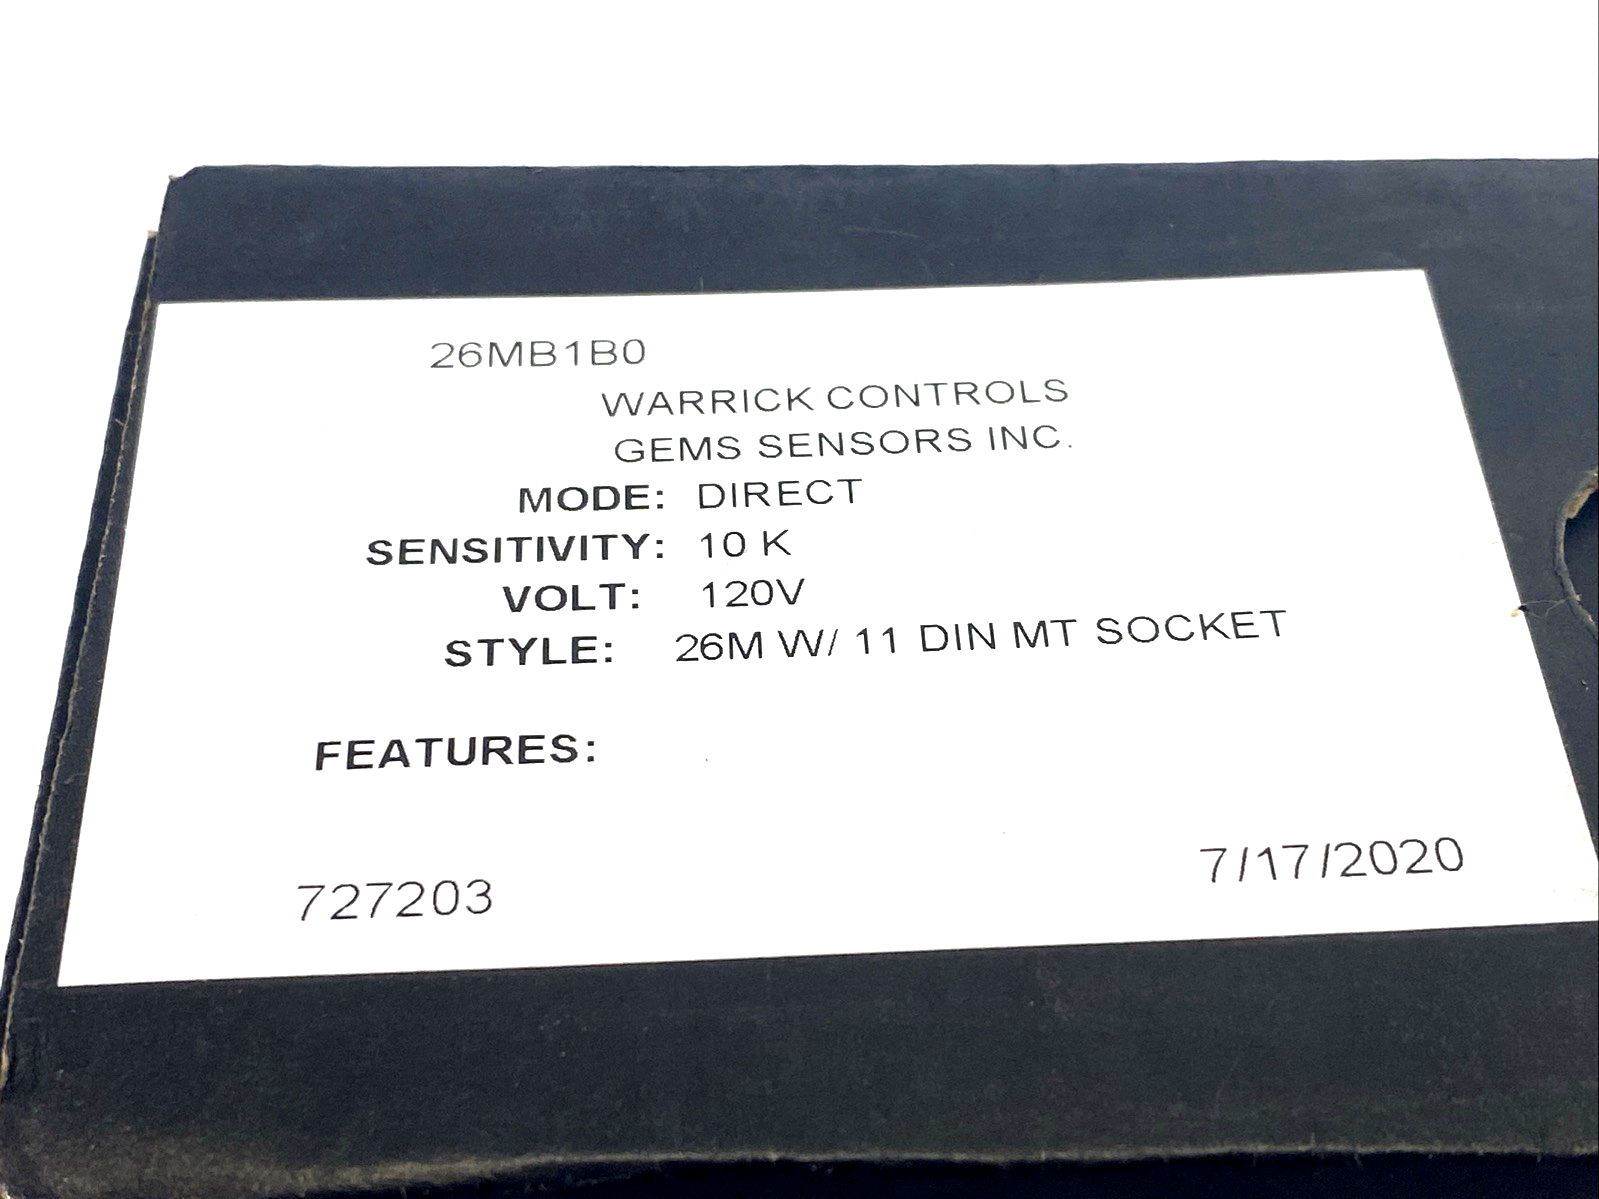 26MB1B0
WARRICK CONTROLS
GEMS SENSORS INC.
MODE: DIRECT
SENSITIVITY: 10 K
VOLT: 120V
STYLE: 26M W/ 11 DIN MT SOCKET
FEATURES:
727203 7/17/2020